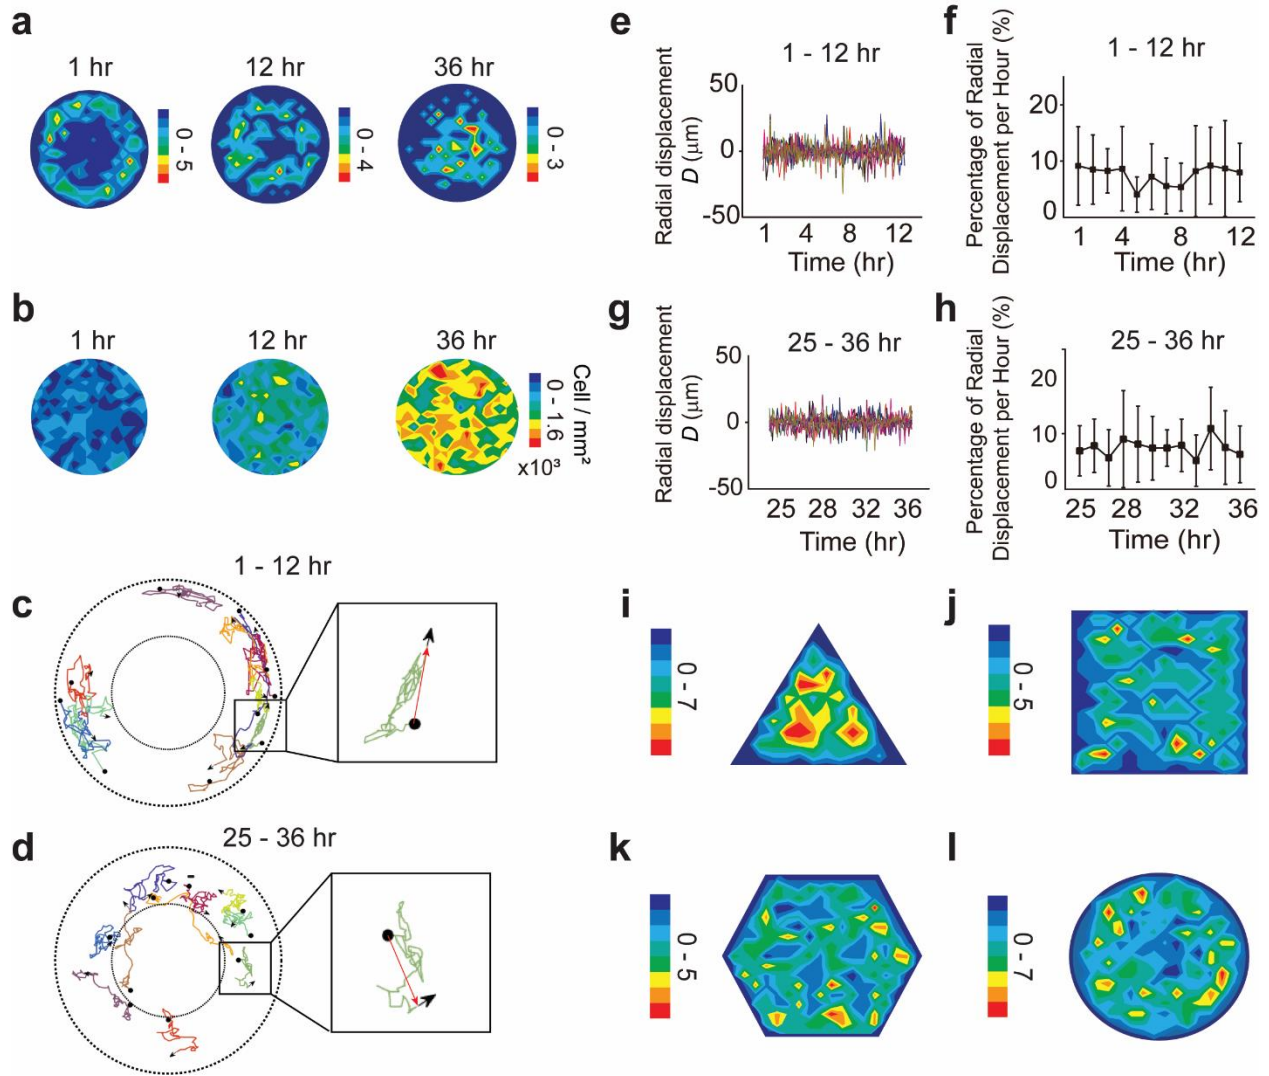 a
1 hr
12 hr
36 hr
0 - 5
0 - 4
0 - 3
b
1 hr
12 hr
36 hr
0 - 1.6
×10³
Cell / mm²
c
1 - 12 hr
d
25 - 36 hr
e
1 - 12 hr
Radial displacement
D (μm)
50
0
-50
1 4 8 12
Time (hr)
f
1 - 12 hr
Percentage of Radial
Displacement per Hour (%)
20
10
0
1 4 8 12
Time (hr)
g
25 - 36 hr
Radial displacement
D (μm)
50
0
-50
25 28 32 36
Time (hr)
h
25 - 36 hr
Percentage of Radial
Displacement per Hour (%)
20
10
0
25 28 32 36
Time (hr)
i
0 - 7
j
0 - 5
k
0 - 5
l
0 - 7